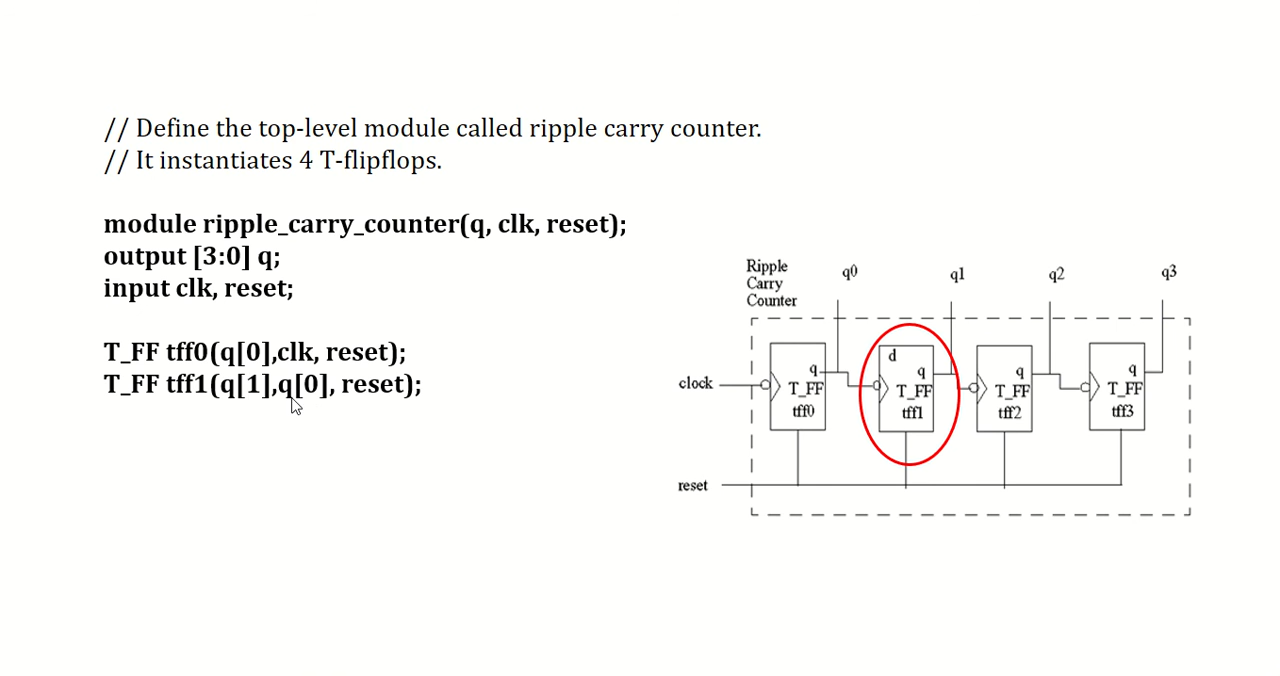 // Define the top-level module called ripple carry counter.
// It instantiates 4 T-flipflops.
module ripple_carry_counter(q, clk, reset);
output [3:0] q;
input clk, reset;
T_FF tff0(q[0],clk, reset);
T_FF tff1(q[1],q[0], reset);
Ripple
Carry
Counter
q0
q1
q2
q3
clock
q
T_FF
tff0
d
q
T_FF
tff1
q
T_FF
tff2
q
T_FF
tff3
reset